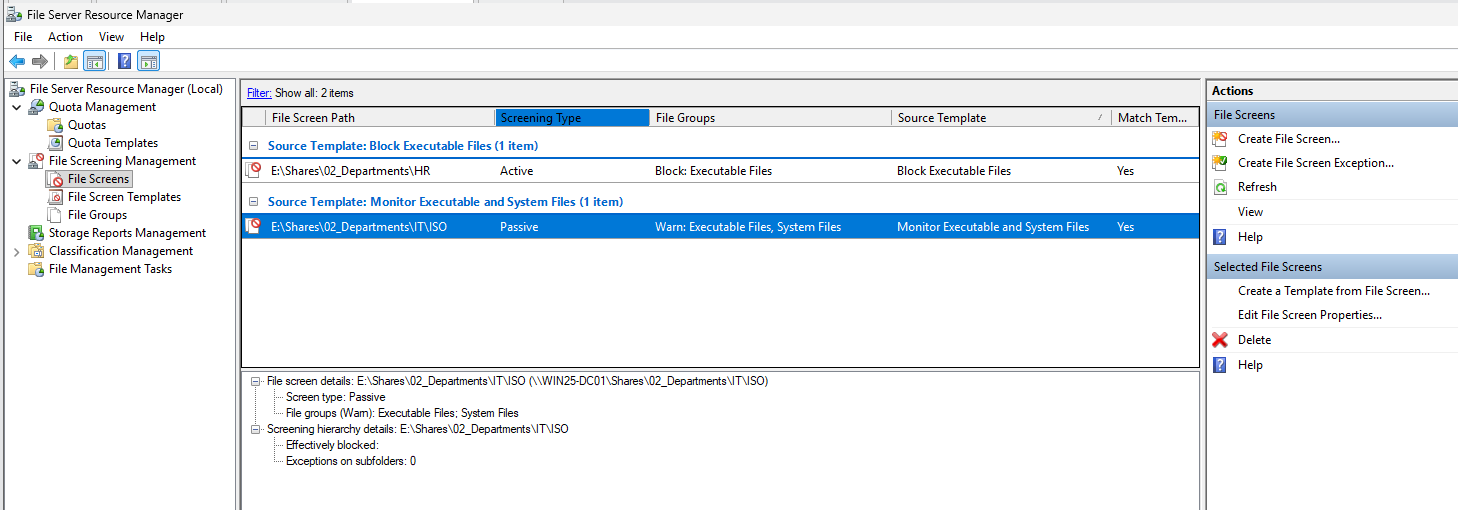 File Server Resource Manager
File Action View Help
File Server Resource Manager (Local)
Quota Management
Quotas
Quota Templates
File Screening Management
File Screens
File Screen Templates
File Groups
Storage Reports Management
Classification Management
File Management Tasks
Filter: Show all: 2 items
File Screen Path Screening Type File Groups Source Template Match Tem...
Source Template: Block Executable Files (1 item)
E:\Shares\02_Departments\HR Active Block: Executable Files Block Executable Files Yes
Source Template: Monitor Executable and System Files (1 item)
E:\Shares\02_Departments\IT\ISO Passive Warn: Executable Files, System Files Monitor Executable and System Files Yes
File screen details: E:\Shares\02_Departments\IT\ISO (\\WIN25-DC01\Shares\02_Departments\IT\ISO)
Screen type: Passive
File groups (Warn): Executable Files; System Files
Screening hierarchy details: E:\Shares\02_Departments\IT\ISO
Effectively blocked:
Exceptions on subfolders: 0
Actions
File Screens
Create File Screen...
Create File Screen Exception...
Refresh
View
Help
Selected File Screens
Create a Template from File Screen...
Edit File Screen Properties...
Delete
Help